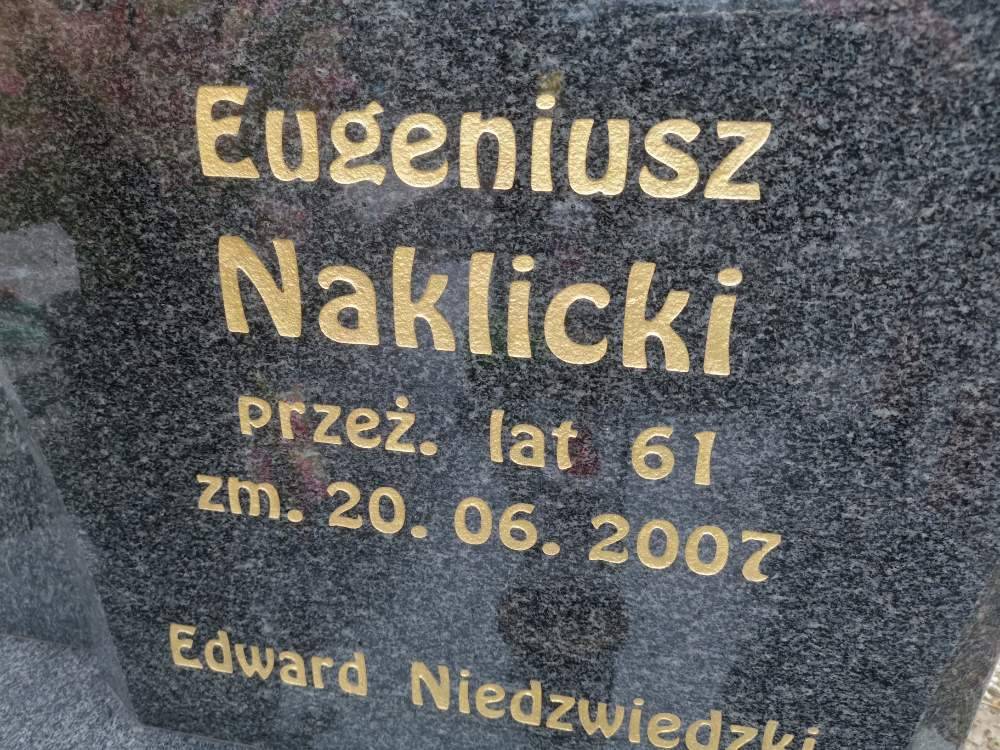 Eugeniusz
Naklicki
przeż. lat 61
zm. 20. 06. 2007
Edward Niedzwiedzki